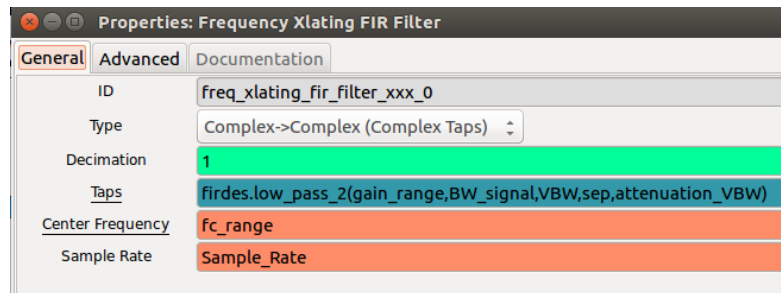 Properties: Frequency Xlating FIR Filter
General Advanced Documentation
ID freq_xlating_fir_filter_xxx_0
Type Complex->Complex (Complex Taps)
Decimation 1
Taps firdes.low_pass_2(gain_range,BW_signal,VBW,sep,attenuation_VBW)
Center Frequency fc_range
Sample Rate Sample_Rate